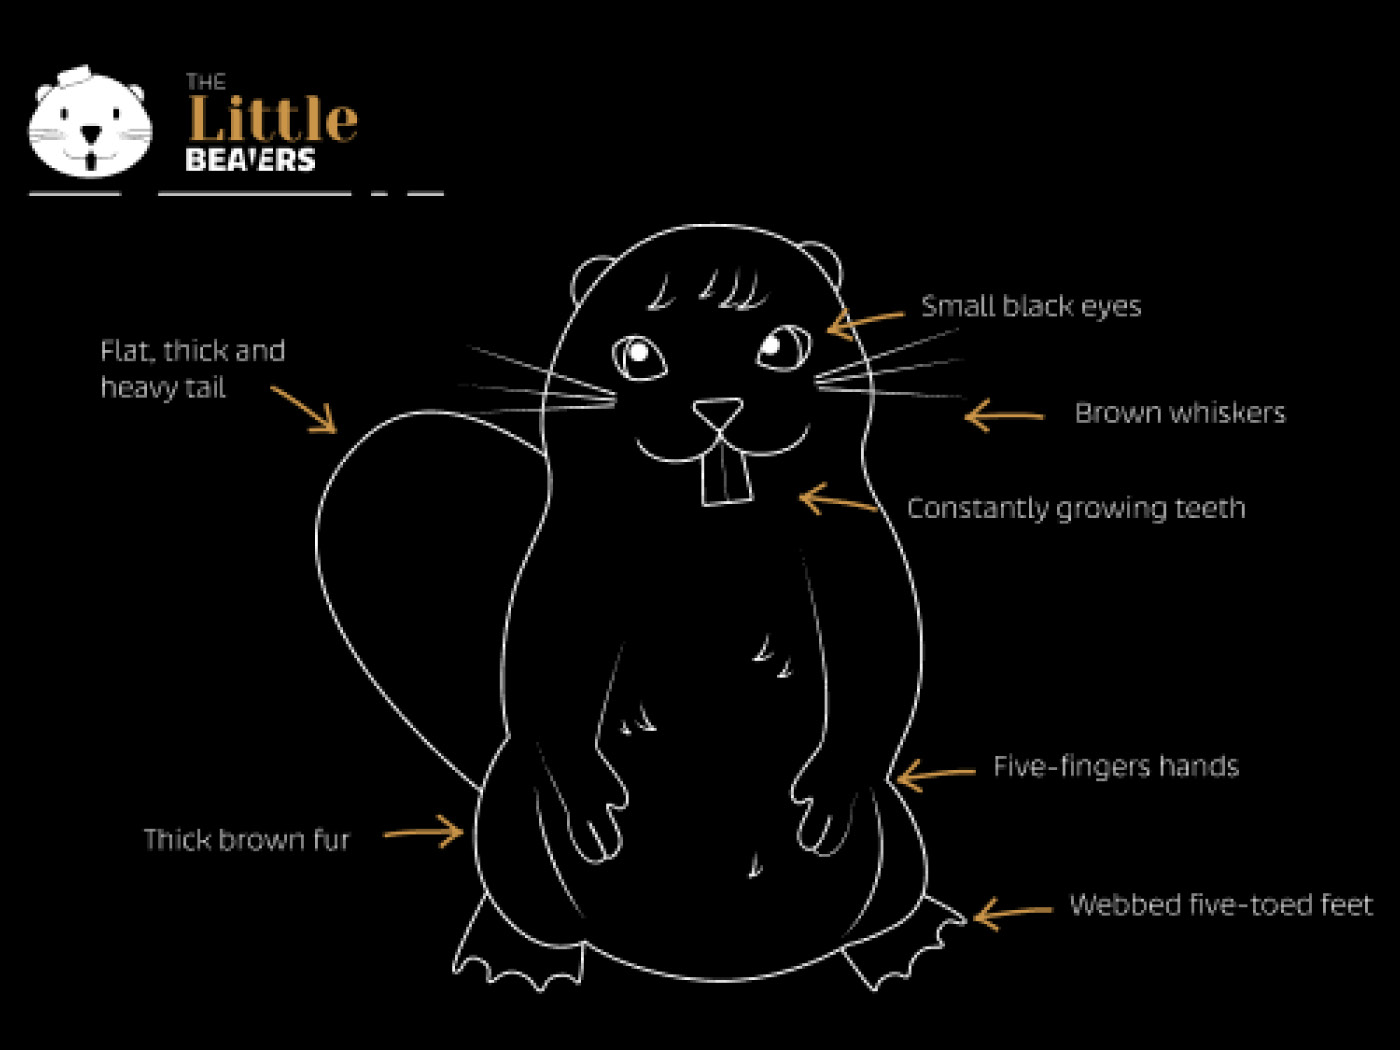 THE
Little
BEAVERS
Small black eyes
Flat, thick and
heavy tail
Brown whiskers
Constantly growing teeth
Five-fingers hands
Thick brown fur
Webbed five-toed feet